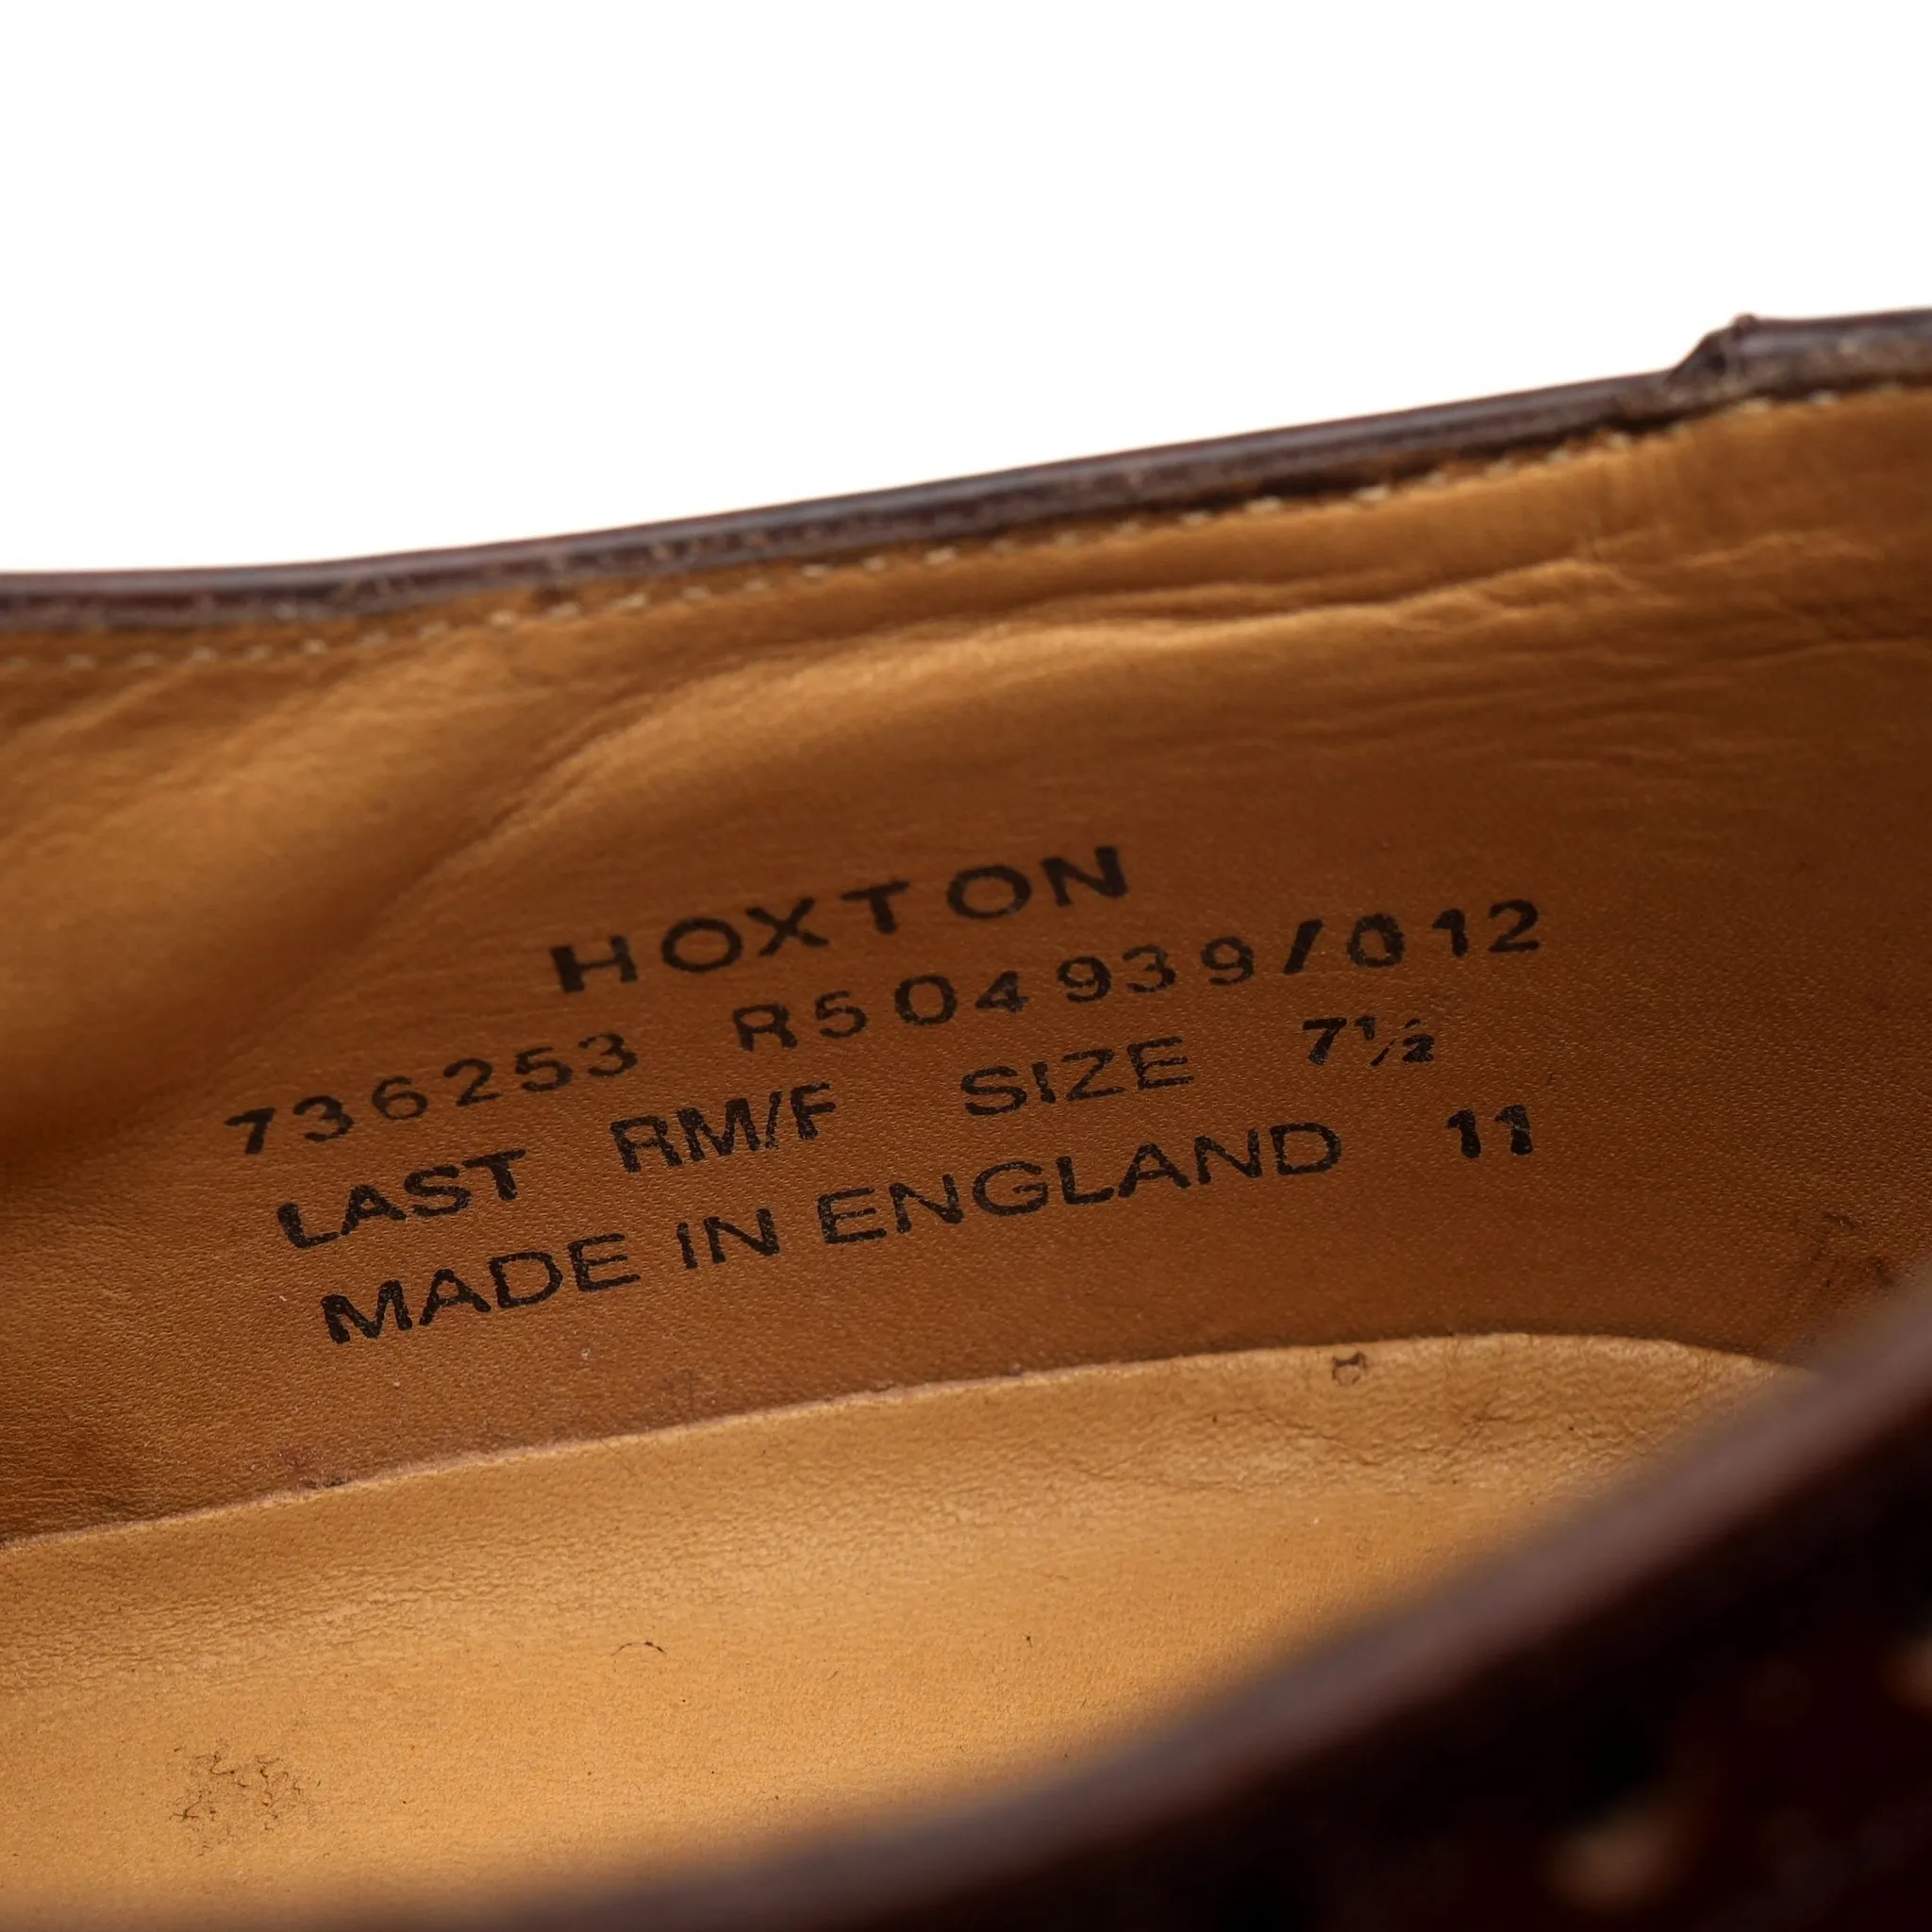 HOXTON
736253 R504939/012
LAST RM/F SIZE 7½
MADE IN ENGLAND 11